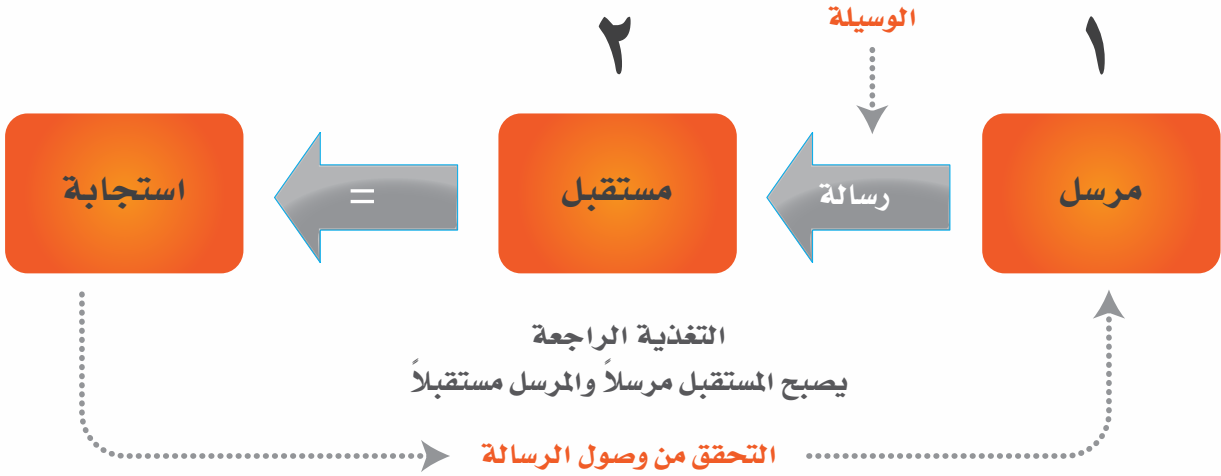 الوسيلة
١
٢
مرسل
رسالة
مستقبل
=
استجابة
التغذية الراجعة
يصبح المستقبل مرسلاً والمرسل مستقبلاً
التحقق من وصول الرسالة